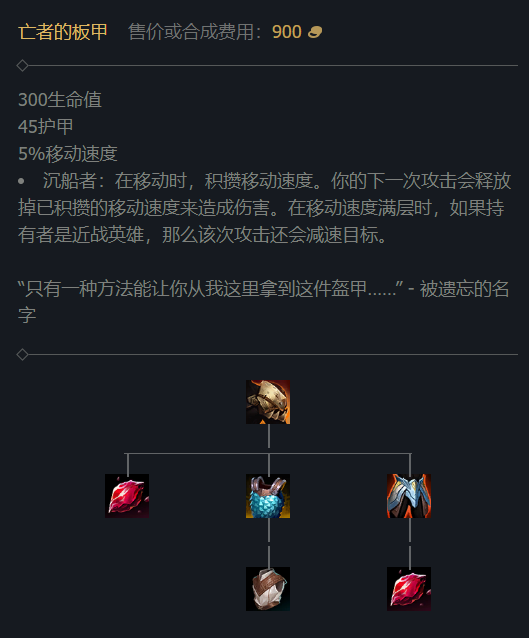 亡者的板甲 售价或合成费用：900
300生命值
45护甲
5%移动速度
• 沉船者：在移动时，积攒移动速度。你的下一次攻击会释放
掉已积攒的移动速度来造成伤害。在移动速度满层时，如果持
有者是近战英雄，那么该次攻击还会减速目标。
“只有一种方法能让你从我这里拿到这件盔甲……” - 被遗忘的名
字